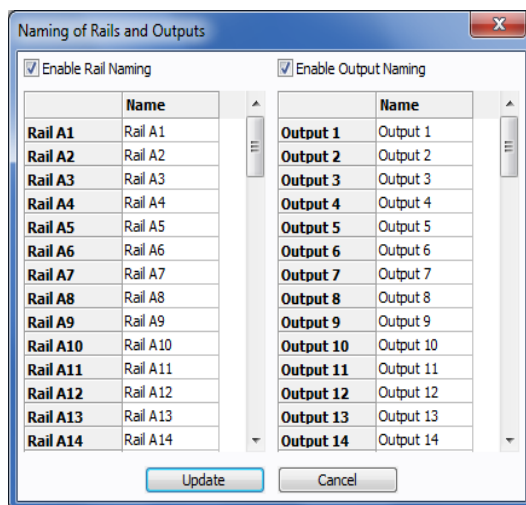 Naming of Rails and Outputs
Enable Rail Naming
Enable Output Naming
Name
Rail A1 Rail A1
Rail A2 Rail A2
Rail A3 Rail A3
Rail A4 Rail A4
Rail A5 Rail A5
Rail A6 Rail A6
Rail A7 Rail A7
Rail A8 Rail A8
Rail A9 Rail A9
Rail A10 Rail A10
Rail A11 Rail A11
Rail A12 Rail A12
Rail A13 Rail A13
Rail A14 Rail A14
Name
Output 1 Output 1
Output 2 Output 2
Output 3 Output 3
Output 4 Output 4
Output 5 Output 5
Output 6 Output 6
Output 7 Output 7
Output 8 Output 8
Output 9 Output 9
Output 10 Output 10
Output 11 Output 11
Output 12 Output 12
Output 13 Output 13
Output 14 Output 14
Update
Cancel